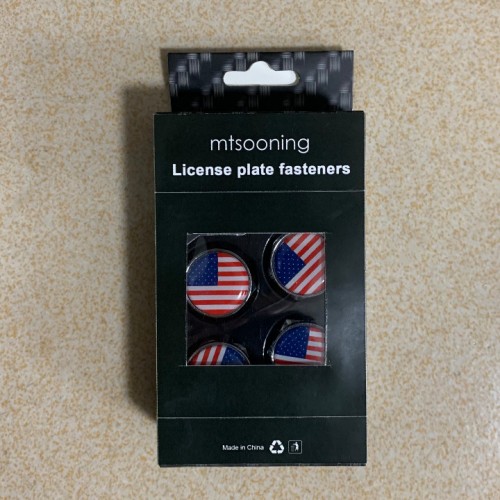 mtsooning
License plate fasteners
Made in China